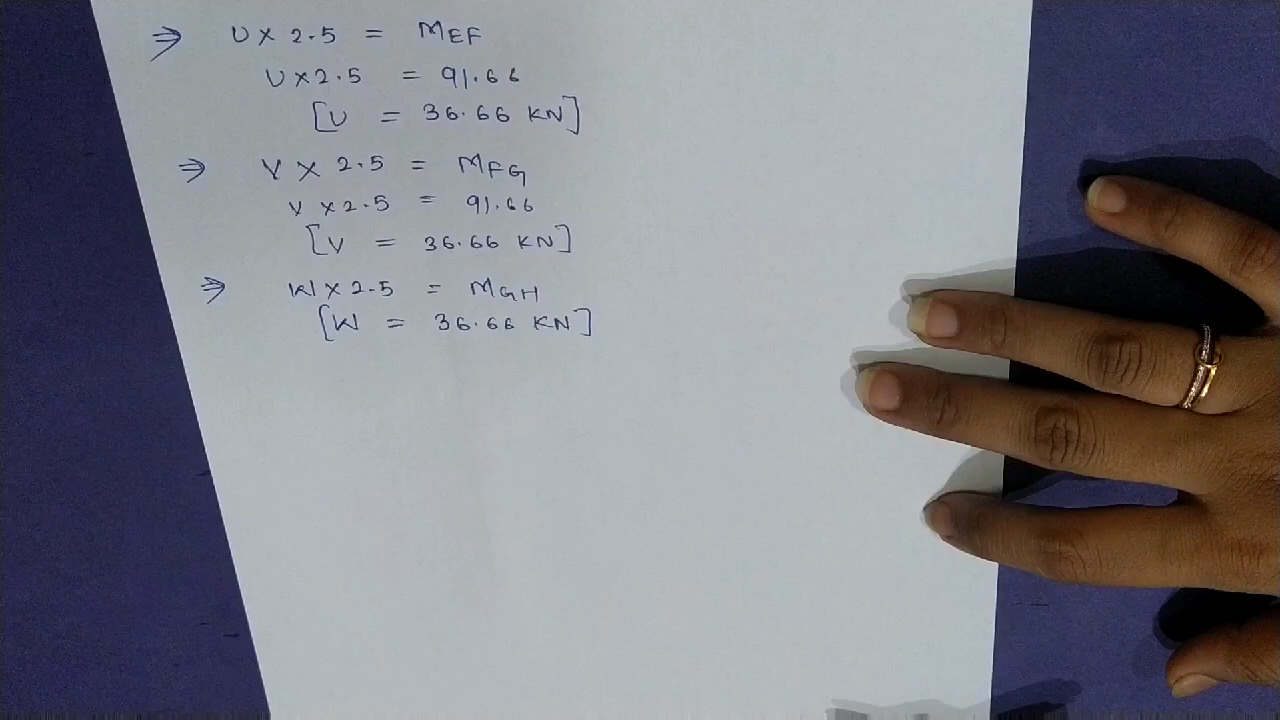 ⇒ U × 2.5 = MEF
U × 2.5 = 91.66
[U = 36.66 KN]
⇒ V × 2.5 = MFG
V × 2.5 = 91.66
[V = 36.66 KN]
⇒ W × 2.5 = MGH
[W = 36.66 KN]